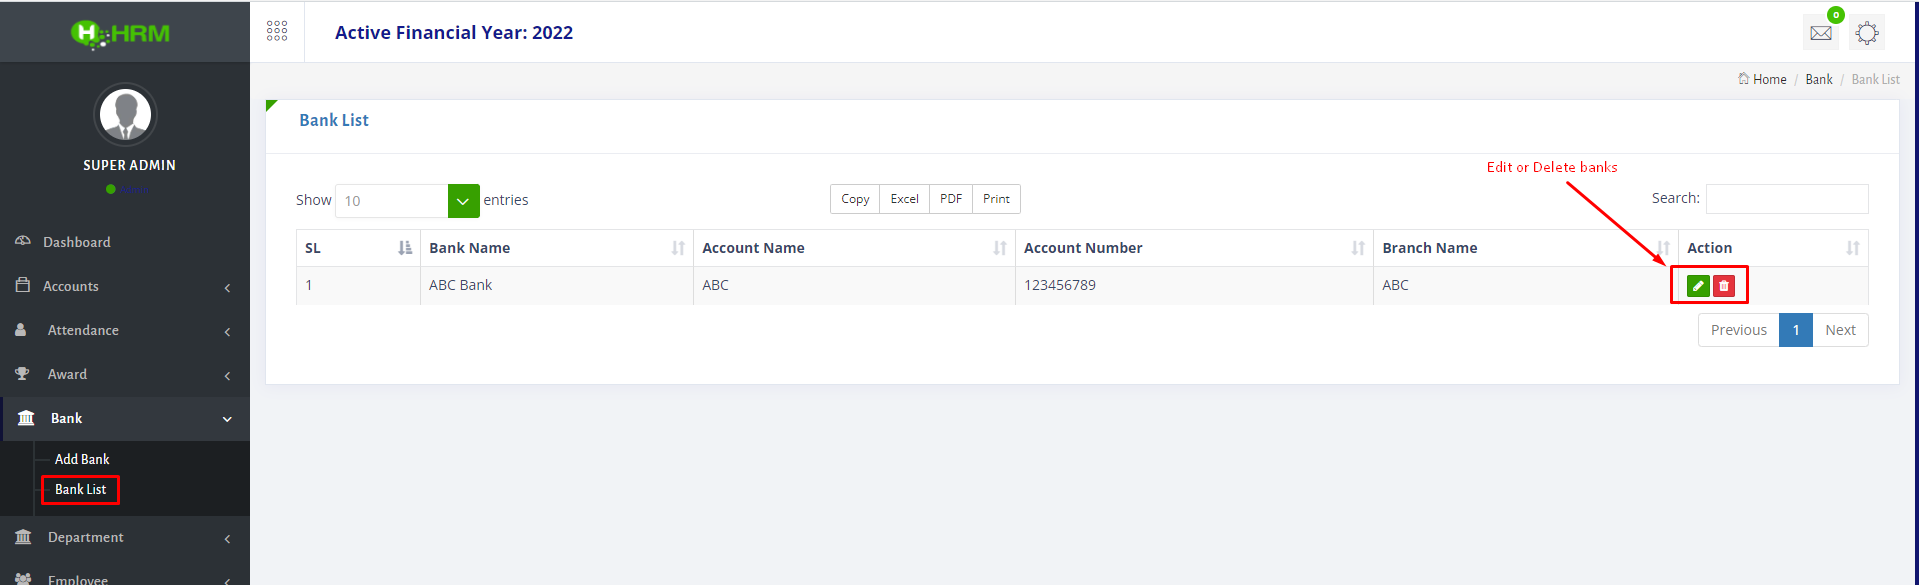 HRM
Active Financial Year: 2022
0
Home / Bank / Bank List
SUPER ADMIN
Bank List
Edit or Delete banks
Show 10 entries
Copy Excel PDF Print
Search:
SL Bank Name Account Name Account Number Branch Name Action
1 ABC Bank ABC 123456789 ABC
Previous 1 Next
Dashboard
Accounts
Attendance
Award
Bank
Add Bank
Bank List
Department
Employee